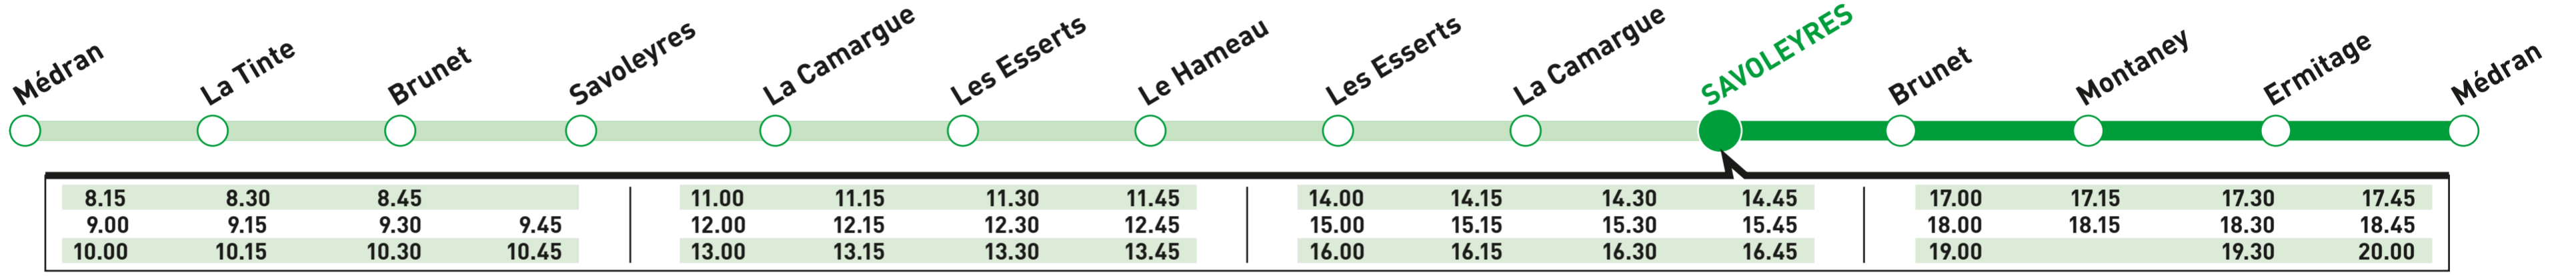 Médran
La Tinte
Brunet
Savoleyres
La Camargue
Les Esserts
Le Hameau
Les Esserts
La Camargue
SAVOLEYRES
Brunet
Montaney
Ermitage
Médran
8.15 8.30 8.45 11.00 11.15 11.30 11.45 14.00 14.15 14.30 14.45 17.00 17.15 17.30 17.45
9.00 9.15 9.30 9.45 12.00 12.15 12.30 12.45 15.00 15.15 15.30 15.45 18.00 18.15 18.30 18.45
10.00 10.15 10.30 10.45 13.00 13.15 13.30 13.45 16.00 16.15 16.30 16.45 19.00 19.30 20.00